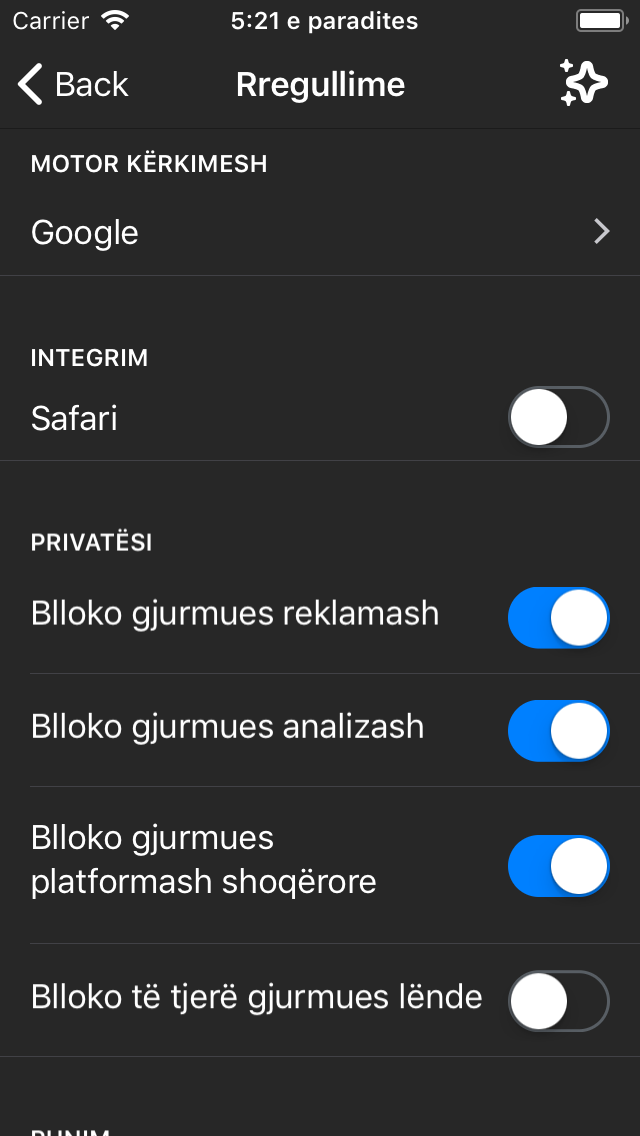 Carrier
5:21 e paradites
Back
Rregullime
MOTOR KËRKIMESH
Google
INTEGRIM
Safari
PRIVATËSI
Blloko gjurmues reklamash
Blloko gjurmues analizash
Blloko gjurmues
platformash shoqërore
Blloko të tjerë gjurmues lënde
PUNIM